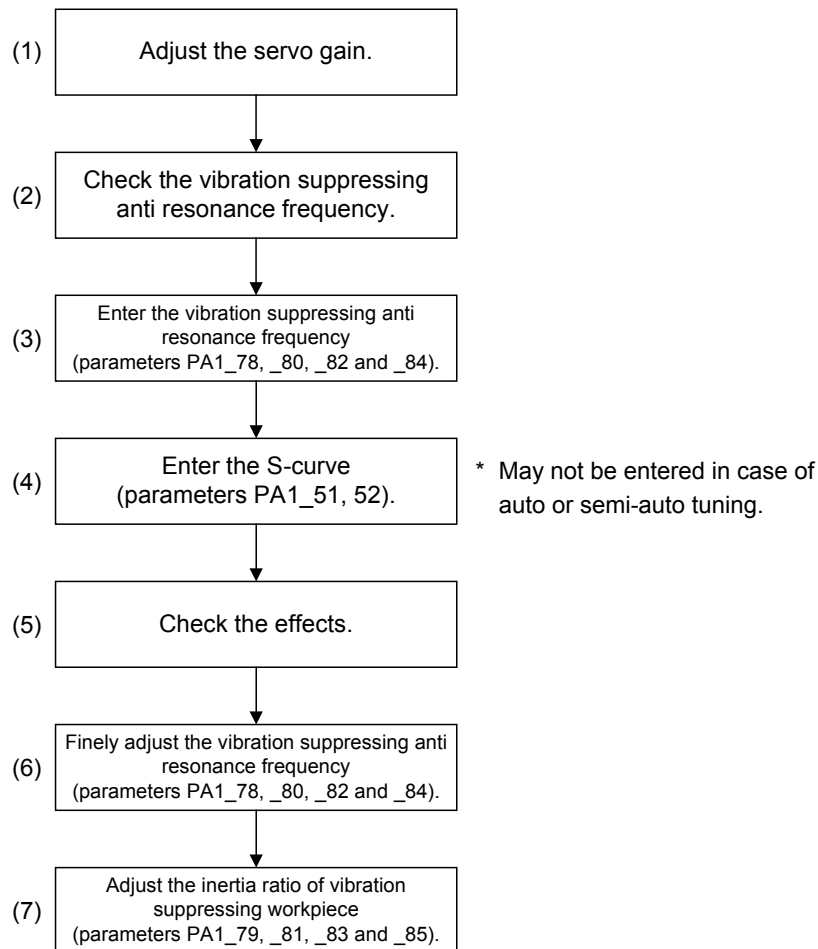 (1)
Adjust the servo gain.
(2)
Check the vibration suppressing
anti resonance frequency.
(3)
Enter the vibration suppressing anti
resonance frequency
(parameters PA1_78, _80, _82 and _84).
(4)
Enter the S-curve
(parameters PA1_51, 52).
* May not be entered in case of
auto or semi-auto tuning.
(5)
Check the effects.
(6)
Finely adjust the vibration suppressing anti
resonance frequency
(parameters PA1_78, _80, _82 and _84).
(7)
Adjust the inertia ratio of vibration
suppressing workpiece
(parameters PA1_79, _81, _83 and _85).